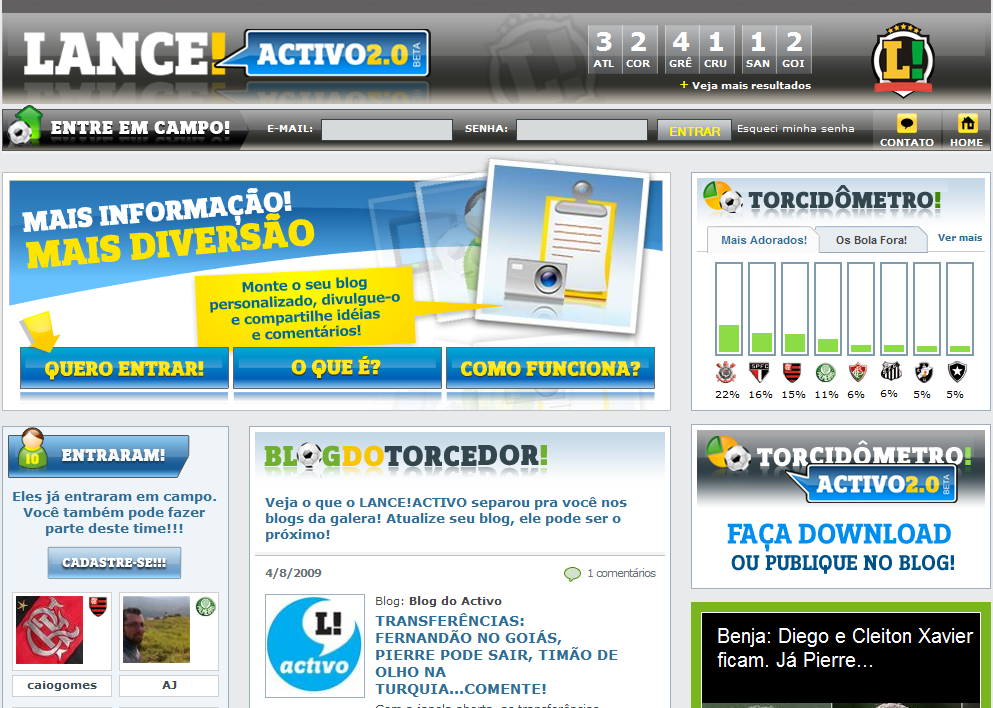 LANCE! ACTIVO2.0 BETA
3 2 4 1 1 2
ATL COR GRÊ CRU SAN GOI
+ Veja mais resultados
L!
ENTRE EM CAMPO! E-MAIL: SENHA: ENTRAR Esqueci minha senha CONTATO HOME
MAIS INFORMAÇÃO!
MAIS DIVERSÃO
Monte o seu blog
personalizado, divulgue-o
e compartilhe idéias
e comentários!
QUERO ENTRAR! O QUE É? COMO FUNCIONA?
TORCIDÔMETRO!
Mais Adorados! Os Bola Fora! Ver mais
SPFC
22% 16% 15% 11% 6% 6% 5% 5%
10 ENTRARAM!
Eles já entraram em campo.
Você também pode fazer
parte deste time!!!
CADASTRE-SE!!!
caiogomes AJ
BLOGDOTORCEDOR!
Veja o que o LANCE!ACTIVO separou pra você nos
blogs da galera! Atualize seu blog, ele pode ser o
próximo!
4/8/2009 1 comentários
L!
activo
Blog: Blog do Activo
TRANSFERÊNCIAS:
FERNANDÃO NO GOIÁS,
PIERRE PODE SAIR, TIMÃO DE
OLHO NA
TURQUIA...COMENTE!
Com a janela aberta, as transferências
TORCIDÔMETRO!
ACTIVO2.0 BETA
FAÇA DOWNLOAD
OU PUBLIQUE NO BLOG!
Benja: Diego e Cleiton Xavier
ficam. Já Pierre...